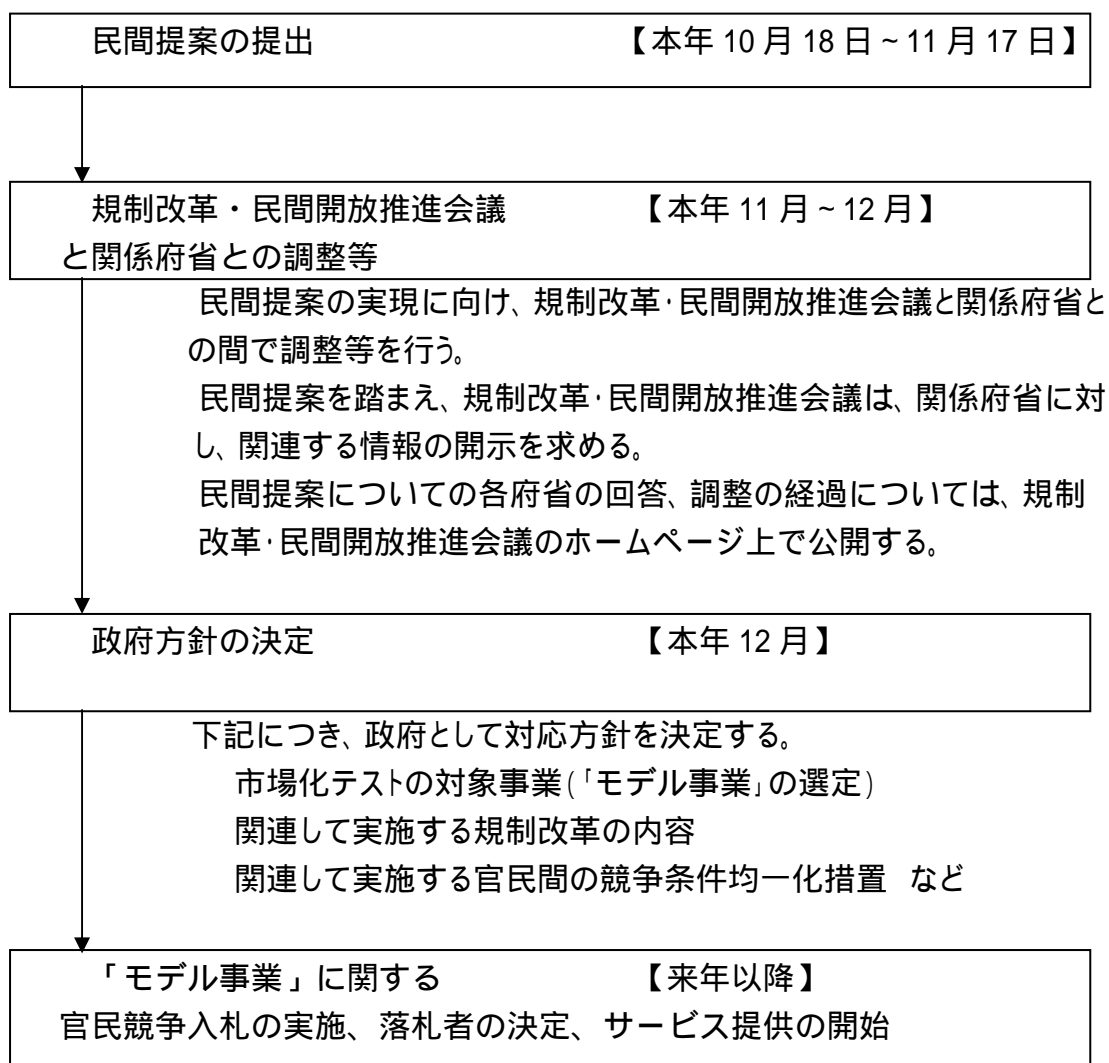 民間提案の提出 【本年 10 月 18 日～11 月 17 日】
規制改革・民間開放推進会議 【本年 11 月～12 月】
と関係府省との調整等
民間提案の実現に向け、規制改革・民間開放推進会議と関係府省と
の間で調整等を行う。
民間提案を踏まえ、規制改革・民間開放推進会議は、関係府省に対
し、関連する情報の開示を求める。
民間提案についての各府省の回答、調整の経過については、規制
改革・民間開放推進会議のホームページ上で公開する。
政府方針の決定 【本年 12 月】
下記につき、政府として対応方針を決定する。
市場化テストの対象事業(「モデル事業」の選定)
関連して実施する規制改革の内容
関連して実施する官民間の競争条件均一化措置 など
「モデル事業」に関する 【来年以降】
官民競争入札の実施、落札者の決定、サービス提供の開始